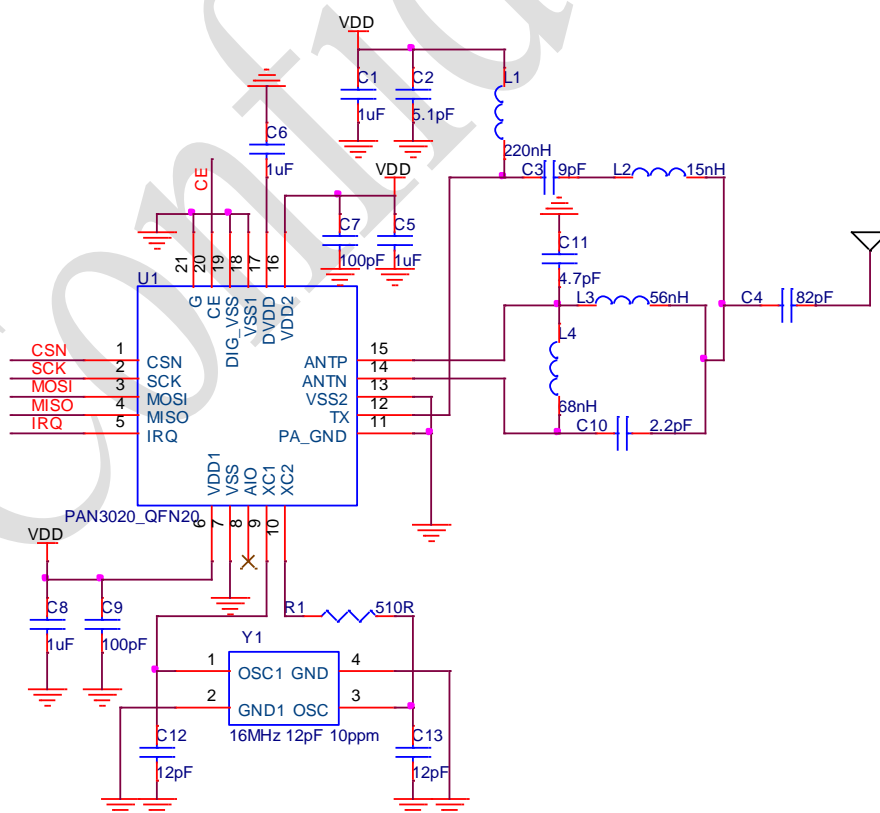 Confid
VDD
C1
1uF
C2
5.1pF
L1
220nH
C6
1uF
CE
VDD
C7
100pF
C5
1uF
C3
9pF
L2
15nH
C11
4.7pF
L3
56nH
L4
68nH
C10
2.2pF
C4
82pF
U1
21
20
19
18
17
16
G
CE
DIG_VSS
VSS1
DVDD
VDD2
CSN
SCK
MOSI
MISO
IRQ
1
2
3
4
5
CSN
SCK
MOSI
MISO
IRQ
ANTP
ANTN
VSS2
TX
PA_GND
15
14
13
12
11
VDD1
VSS
AIO
XC1
XC2
PAN3020_QFN20
6
7
8
9
10
VDD
C8
1uF
C9
100pF
R1
510R
Y1
1
2
OSC1 GND
GND1 OSC
4
3
16MHz 12pF 10ppm
C12
12pF
C13
12pF